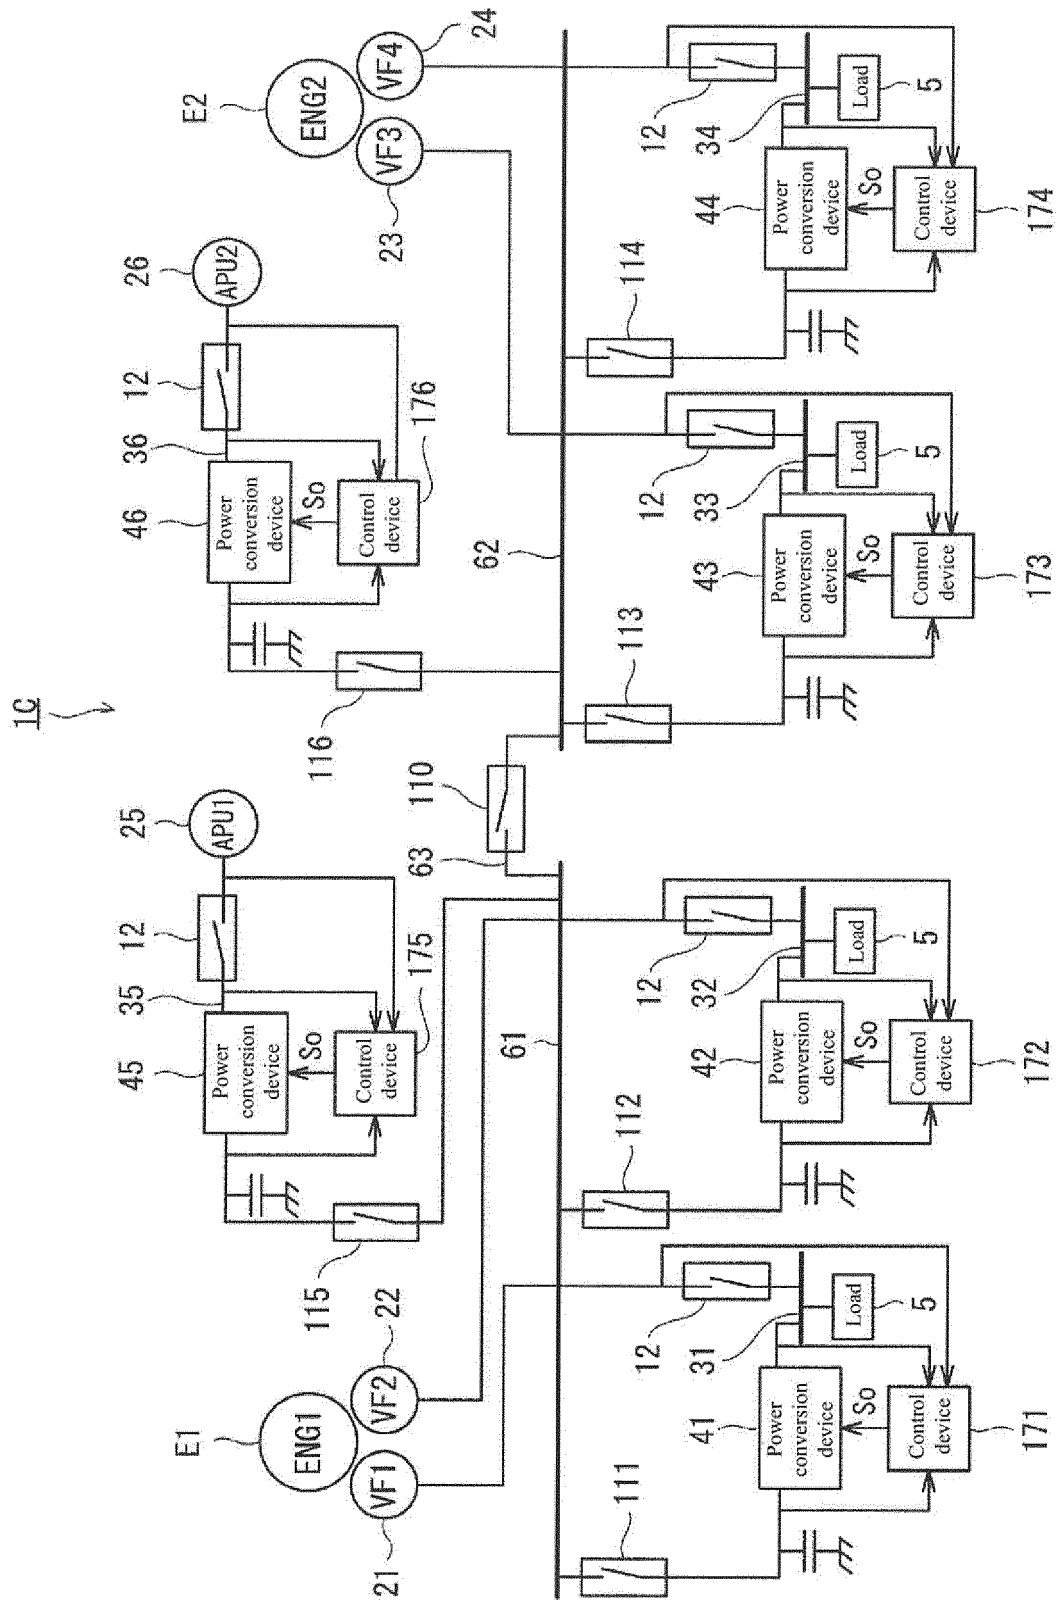 1C
E1
ENG1
VF1
VF2
21
22
25
APU1
12
35
45
Power
conversion
device
So
Control
device
175
115
26
APU2
12
36
46
Power
conversion
device
So
Control
device
176
116
E2
ENG2
VF3
VF4
23
24
61
63
110
62
111
12
31
41
Power
conversion
device
So
Control
device
171
Load
5
112
12
32
42
Power
conversion
device
So
Control
device
172
Load
5
113
12
33
43
Power
conversion
device
So
Control
device
173
Load
5
114
12
34
44
Power
conversion
device
So
Control
device
174
Load
5